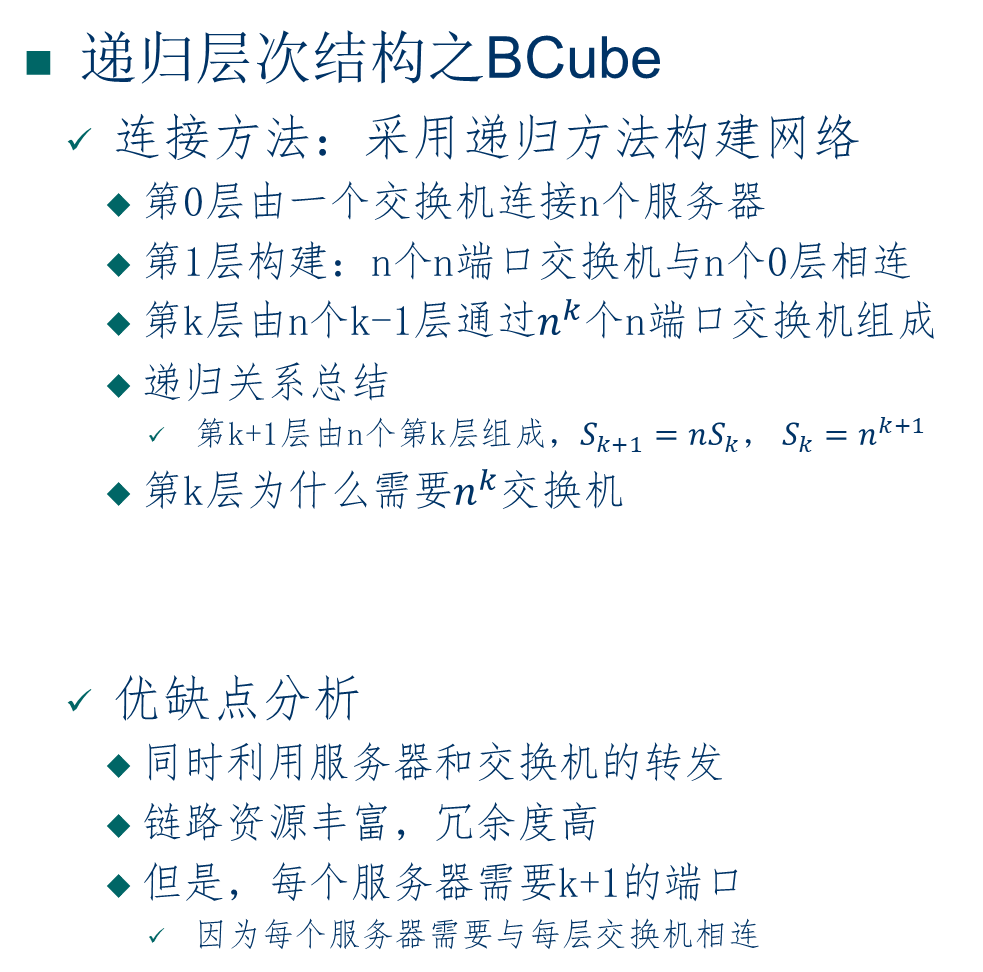 递归层次结构之BCube
连接方法：采用递归方法构建网络
第0层由一个交换机连接n个服务器
第1层构建：n个n端口交换机与n个0层相连
第k层由n个k-1层通过n^k个n端口交换机组成
递归关系总结
第k+1层由n个第k层组成，S_{k+1} = nS_k， S_k = n^{k+1}
第k层为什么需要n^k交换机
优缺点分析
同时利用服务器和交换机的转发
链路资源丰富，冗余度高
但是，每个服务器需要k+1的端口
因为每个服务器需要与每层交换机相连